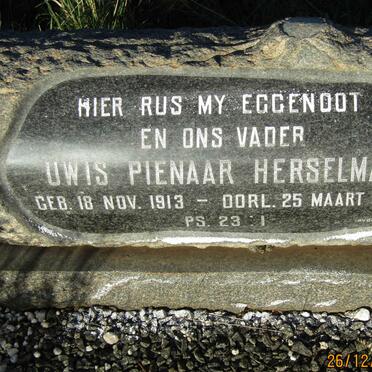 HIER RUS MY EGGENOOT
EN ONS VADER
UWIS PIENAAR HERSELMA
GEB. 18 NOV. 1913 – OORL. 25 MAART
PS. 23 : 1
26/12/